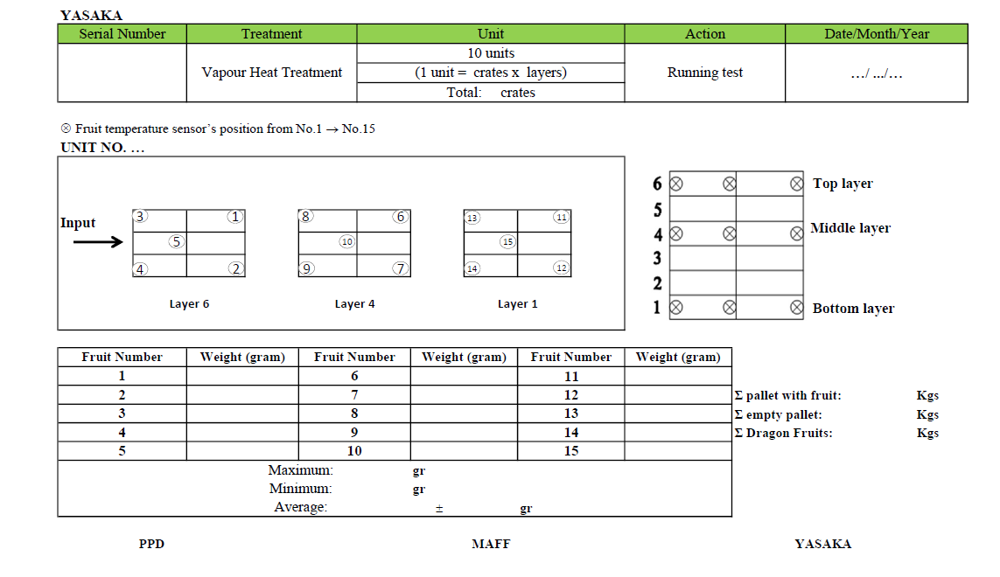 YASAKA
Serial Number Treatment Unit Action Date/Month/Year
10 units
Vapour Heat Treatment (1 unit = crates x layers) Running test …/ .../…
Total: crates
⊗ Fruit temperature sensor’s position from No.1 → No.15
UNIT NO. …
Input
3 1
5
4 2
Layer 6
8 6
10
9 7
Layer 4
13 11
15
14 12
Layer 1
6 ⊗ ⊗ ⊗ Top layer
5
4 ⊗ ⊗ ⊗ Middle layer
3
2
1 ⊗ ⊗ ⊗ Bottom layer
Fruit Number Weight (gram) Fruit Number Weight (gram) Fruit Number Weight (gram)
1 6 11
2 7 12
3 8 13
4 9 14
5 10 15
Σ pallet with fruit: Kgs
Σ empty pallet: Kgs
Σ Dragon Fruits: Kgs
Maximum: gr
Minimum: gr
Average: ± gr
PPD MAFF YASAKA